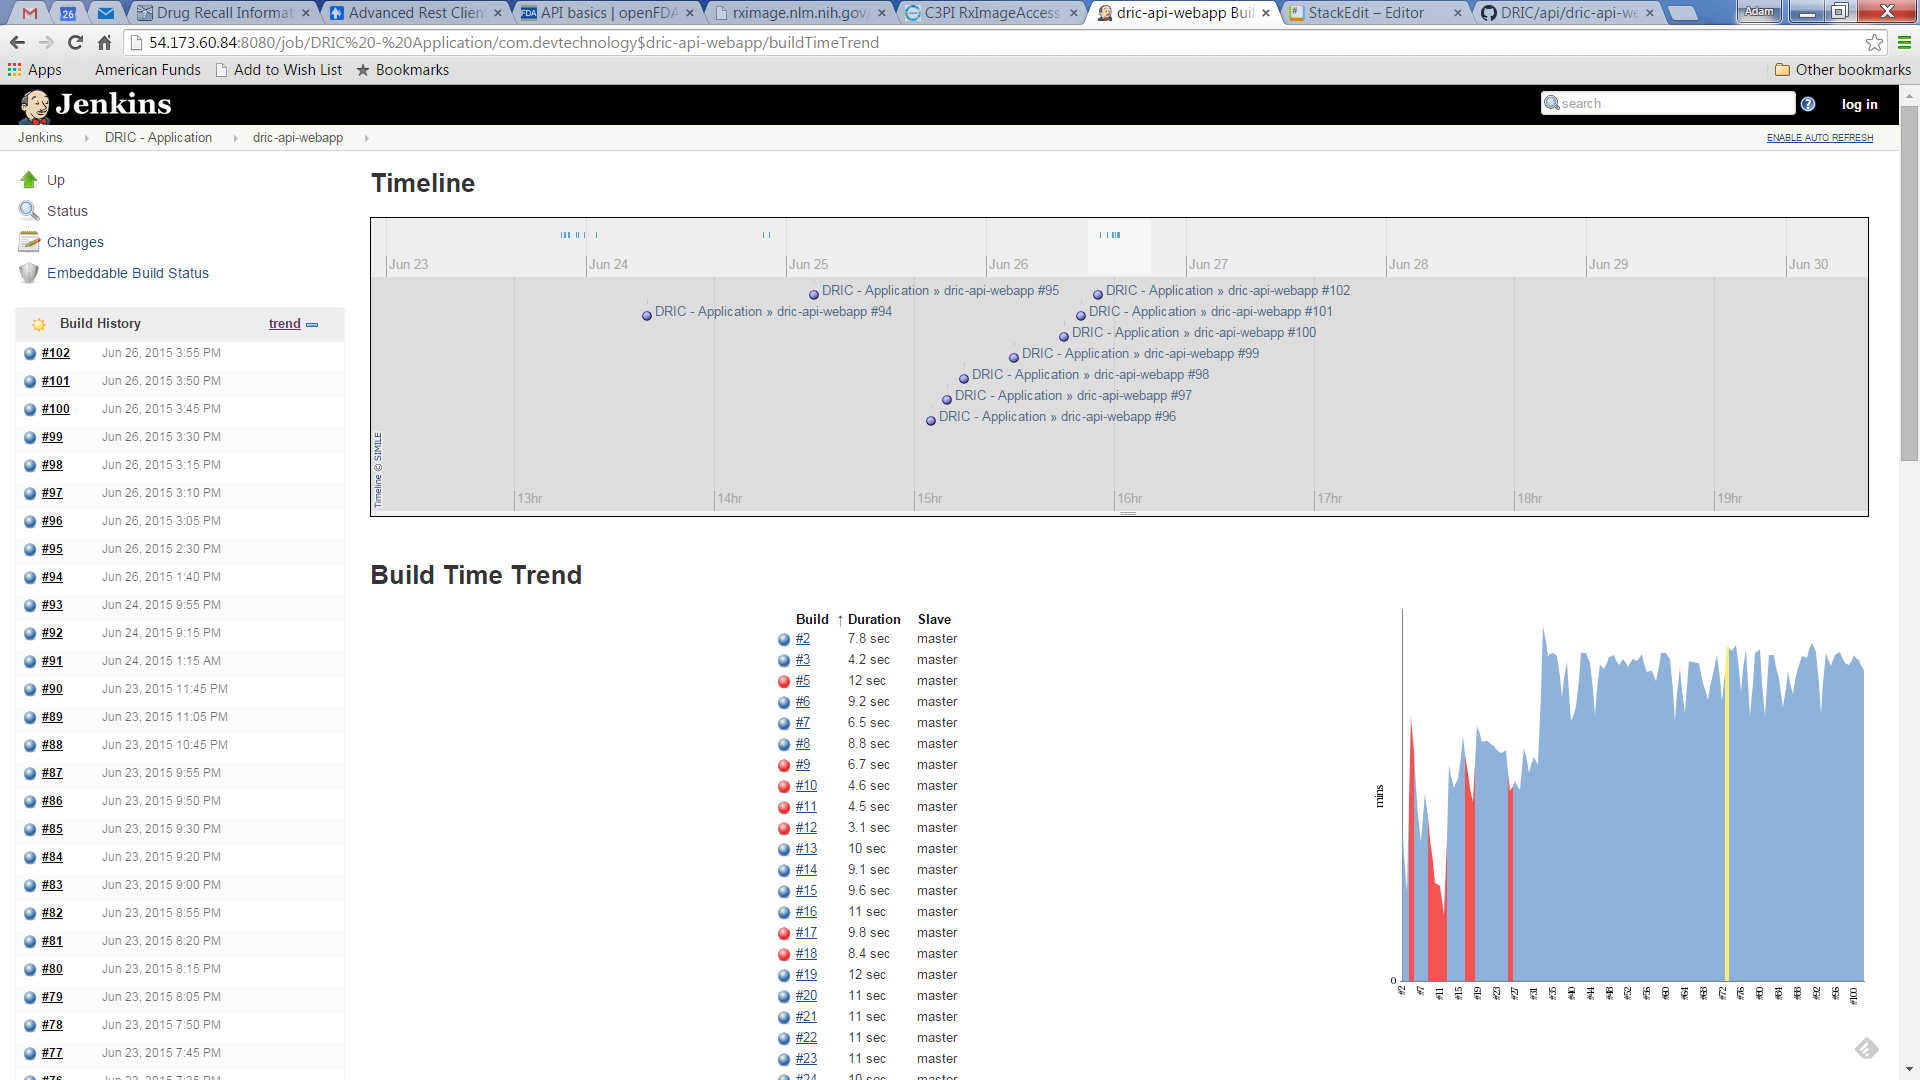 26
Drug Recall Informat
Advanced Rest Clien
API basics | openFDA
rximage.nlm.nih.gov/
C3PI RxImageAccess
dric-api-webapp Buil
StackEdit – Editor
DRIC/api/dric-api-we
Adam
54.173.60.84:8080/job/DRIC%20-%20Application/com.devtechnology$dric-api-webapp/buildTimeTrend
Apps
American Funds
Add to Wish List
Bookmarks
Other bookmarks
Jenkins
search
?
log in
Jenkins
DRIC - Application
dric-api-webapp
ENABLE AUTO REFRESH
Up
Status
Changes
Embeddable Build Status
Build History
trend
#102 Jun 26, 2015 3:55 PM
#101 Jun 26, 2015 3:50 PM
#100 Jun 26, 2015 3:45 PM
#99 Jun 26, 2015 3:30 PM
#98 Jun 26, 2015 3:15 PM
#97 Jun 26, 2015 3:10 PM
#96 Jun 26, 2015 3:05 PM
#95 Jun 26, 2015 2:30 PM
#94 Jun 26, 2015 1:40 PM
#93 Jun 24, 2015 9:55 PM
#92 Jun 24, 2015 9:15 PM
#91 Jun 24, 2015 1:15 AM
#90 Jun 23, 2015 11:45 PM
#89 Jun 23, 2015 11:05 PM
#88 Jun 23, 2015 10:45 PM
#87 Jun 23, 2015 9:55 PM
#86 Jun 23, 2015 9:50 PM
#85 Jun 23, 2015 9:30 PM
#84 Jun 23, 2015 9:20 PM
#83 Jun 23, 2015 9:00 PM
#82 Jun 23, 2015 8:55 PM
#81 Jun 23, 2015 8:20 PM
#80 Jun 23, 2015 8:15 PM
#79 Jun 23, 2015 8:05 PM
#78 Jun 23, 2015 7:50 PM
#77 Jun 23, 2015 7:45 PM
#76 Jun 23, 2015 7:35 PM
Timeline
Jun 23
Jun 24
Jun 25
Jun 26
Jun 27
Jun 28
Jun 29
Jun 30
DRIC - Application » dric-api-webapp #95
DRIC - Application » dric-api-webapp #102
DRIC - Application » dric-api-webapp #94
DRIC - Application » dric-api-webapp #101
DRIC - Application » dric-api-webapp #100
DRIC - Application » dric-api-webapp #99
DRIC - Application » dric-api-webapp #98
DRIC - Application » dric-api-webapp #97
DRIC - Application » dric-api-webapp #96
Timeline © SIMILE
13hr
14hr
15hr
16hr
17hr
18hr
19hr
Build Time Trend
Build ↑ Duration Slave
#2 7.8 sec master
#3 4.2 sec master
#5 12 sec master
#6 9.2 sec master
#7 6.5 sec master
#8 8.8 sec master
#9 6.7 sec master
#10 4.6 sec master
#11 4.5 sec master
#12 3.1 sec master
#13 10 sec master
#14 9.1 sec master
#15 9.6 sec master
#16 11 sec master
#17 9.8 sec master
#18 8.4 sec master
#19 12 sec master
#20 11 sec master
#21 11 sec master
#22 11 sec master
#23 11 sec master
#24 10 sec master
mins
0
#2
#7
#11
#15
#19
#23
#27
#31
#35
#40
#44
#48
#52
#56
#60
#64
#68
#72
#76
#80
#84
#88
#92
#96
#100